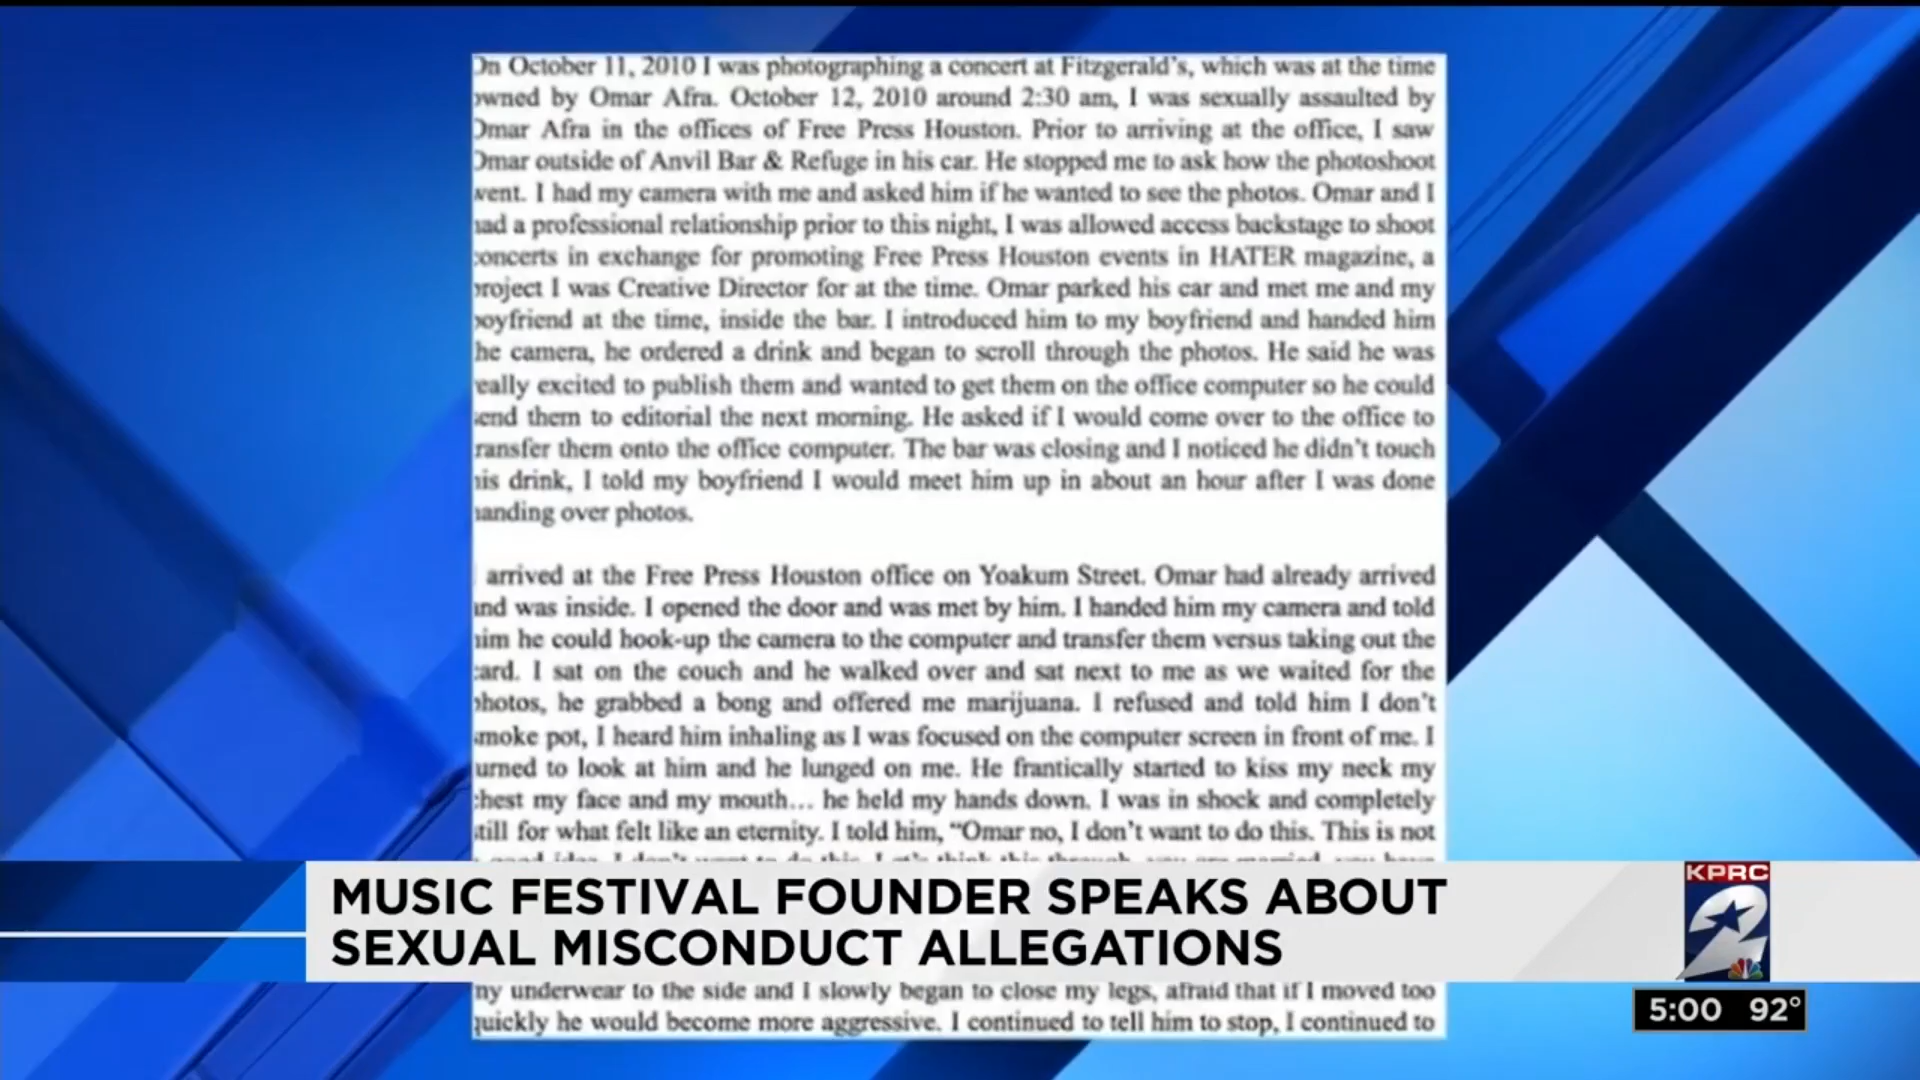 On October 11, 2010 I was photographing a concert at Fitzgerald's, which was at the time
owned by Omar Afra. October 12, 2010 around 2:30 am, I was sexually assaulted by
Omar Afra in the offices of Free Press Houston. Prior to arriving at the office, I saw
Omar outside of Anvil Bar & Refuge in his car. He stopped me to ask how the photoshoot
went. I had my camera with me and asked him if he wanted to see the photos. Omar and I
had a professional relationship prior to this night, I was allowed access backstage to shoot
concerts in exchange for promoting Free Press Houston events in HATER magazine, a
project I was Creative Director for at the time. Omar parked his car and met me and my
boyfriend at the time, inside the bar. I introduced him to my boyfriend and handed him
he camera, he ordered a drink and began to scroll through the photos. He said he was
eally excited to publish them and wanted to get them on the office computer so he could
send them to editorial the next morning. He asked if I would come over to the office to
ransfer them onto the office computer. The bar was closing and I noticed he didn't touch
his drink, I told my boyfriend I would meet him up in about an hour after I was done
handing over photos.
arrived at the Free Press Houston office on Yoakum Street. Omar had already arrived
and was inside. I opened the door and was met by him. I handed him my camera and told
him he could hook-up the camera to the computer and transfer them versus taking out the
card. I sat on the couch and he walked over and sat next to me as we waited for the
photos, he grabbed a bong and offered me marijuana. I refused and told him I don't
smoke pot, I heard him inhaling as I was focused on the computer screen in front of me. I
urned to look at him and he lunged on me. He frantically started to kiss my neck my
chest my face and my mouth... he held my hands down. I was in shock and completely
still for what felt like an eternity. I told him, "Omar no, I don't want to do this. This is not
MUSIC FESTIVAL FOUNDER SPEAKS ABOUT
SEXUAL MISCONDUCT ALLEGATIONS
KPRC
2
my underwear to the side and I slowly began to close my legs, afraid that if I moved too
quickly he would become more aggressive. I continued to tell him to stop, I continued to
5:00 92°